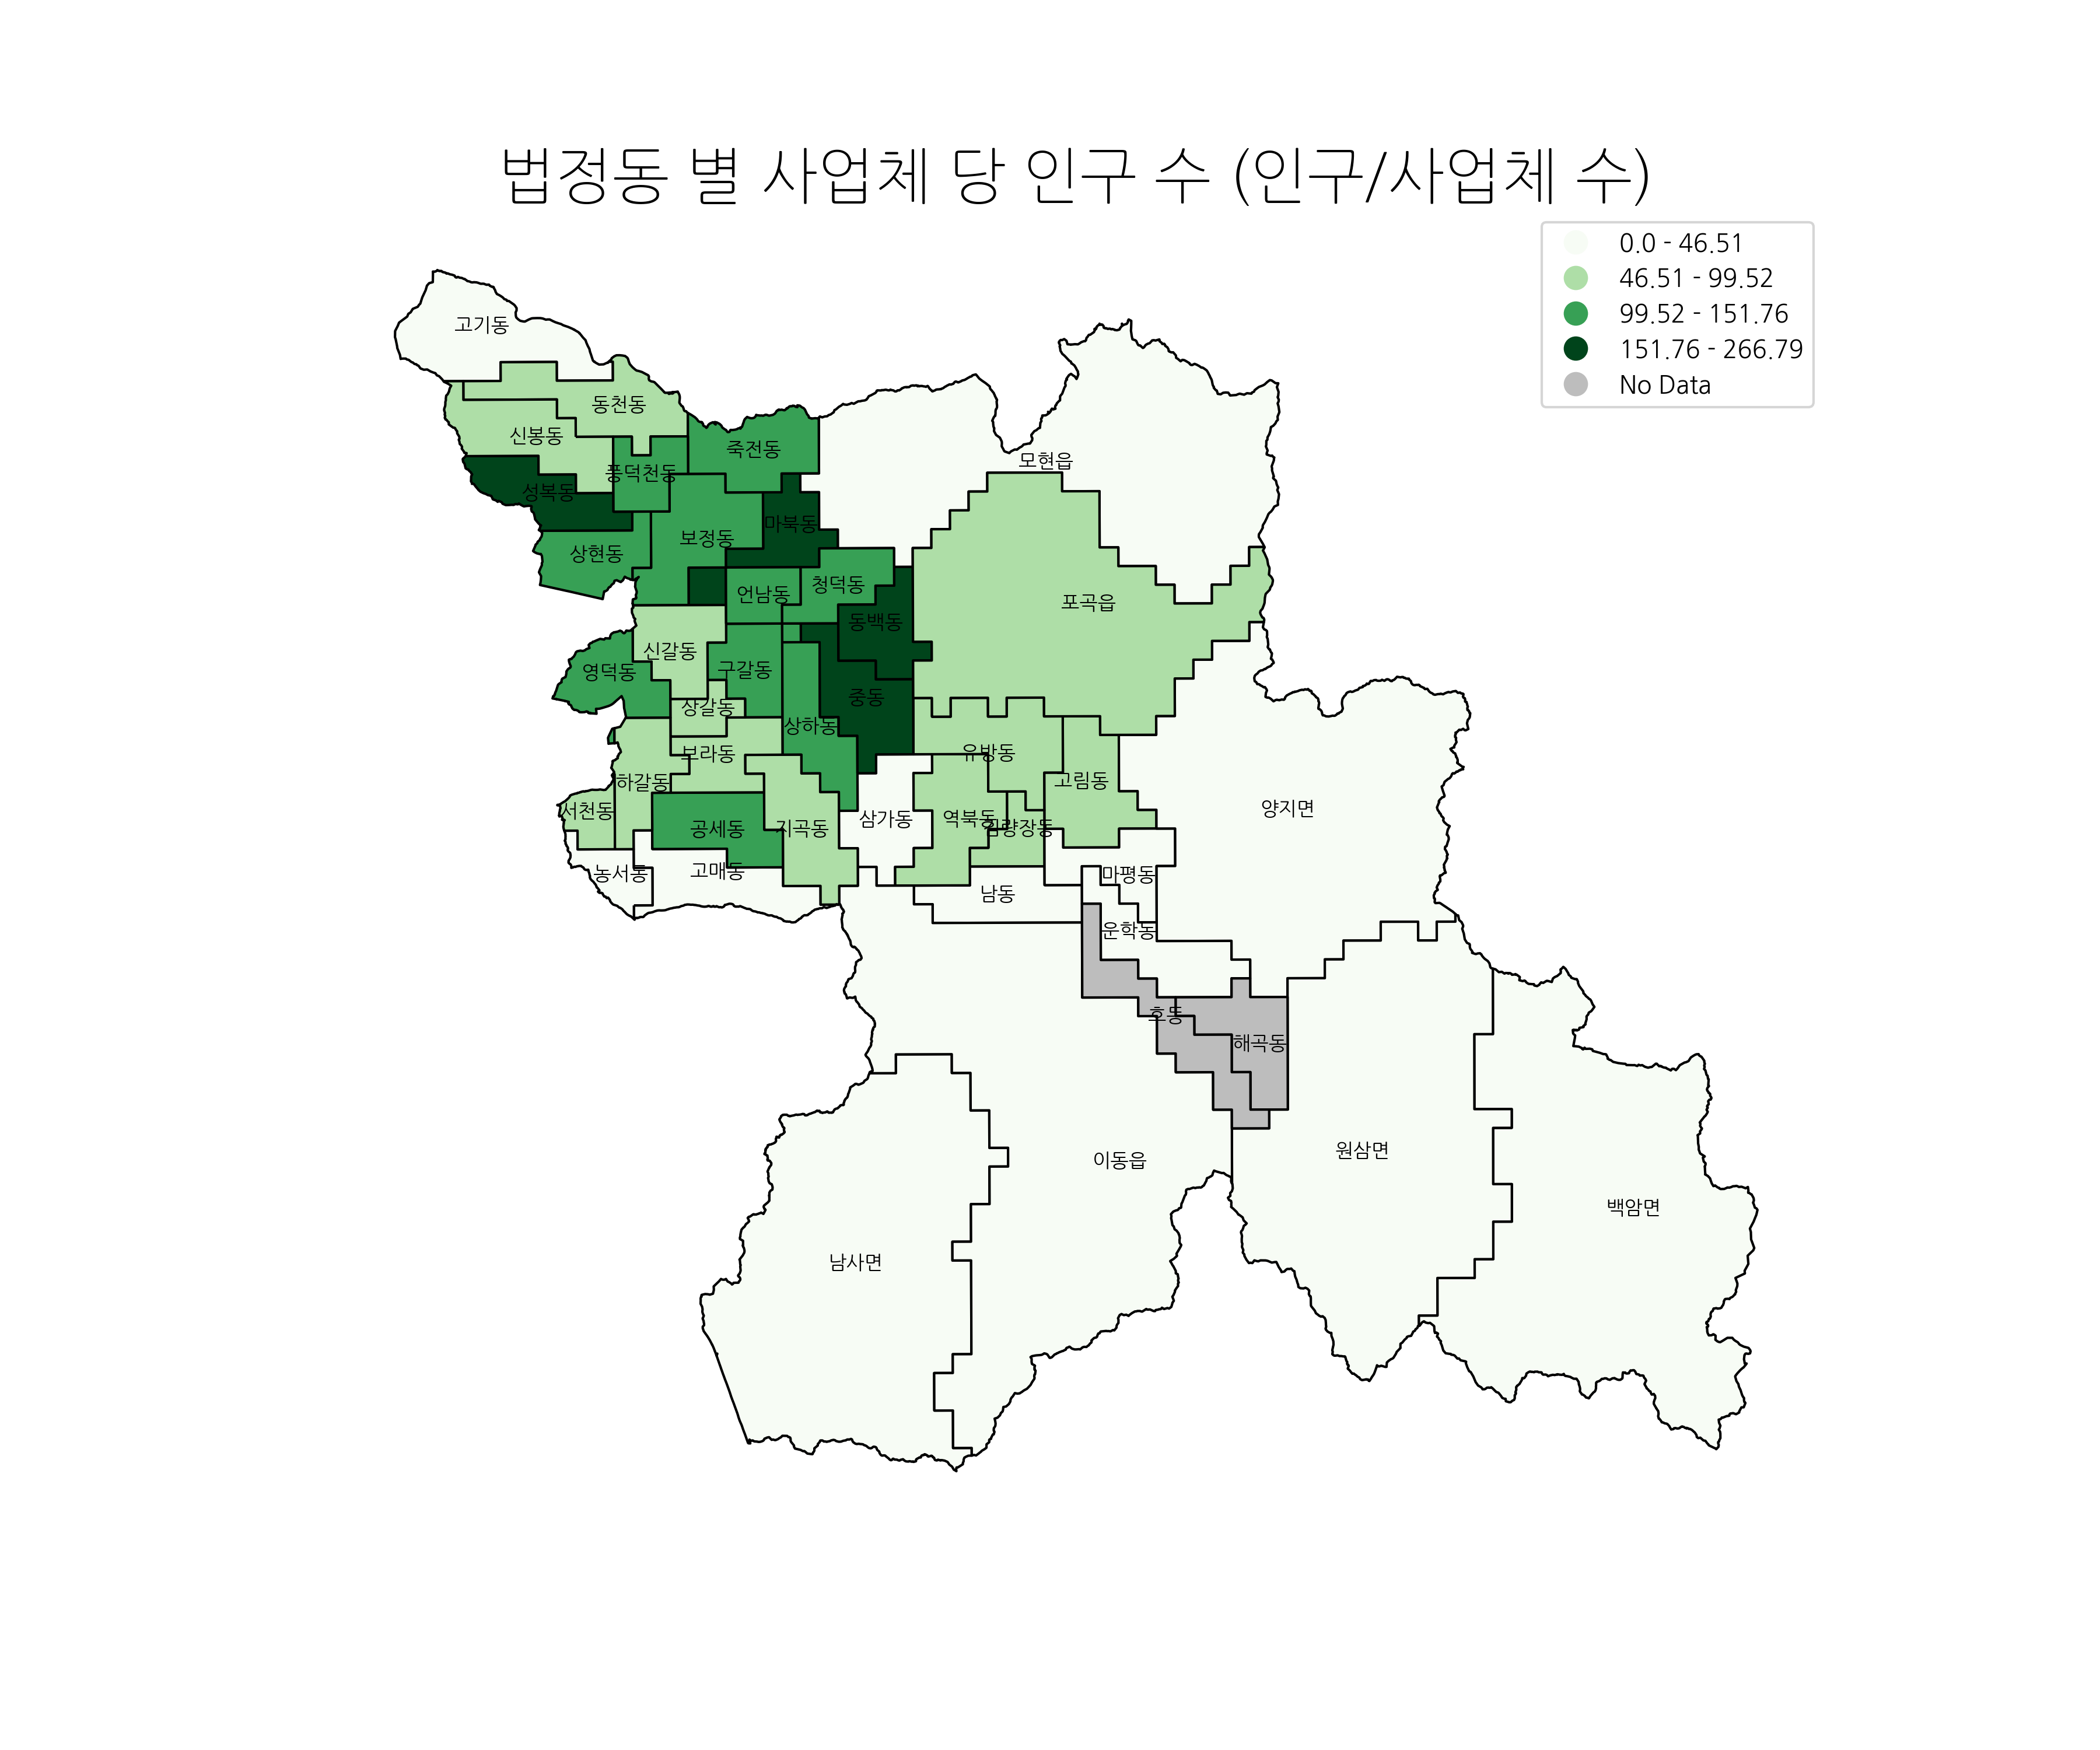 법정동 별 사업체 당 인구 수 (인구/사업체 수)
0.0 - 46.51
46.51 - 99.52
99.52 - 151.76
151.76 - 266.79
No Data
고기동
동천동
신봉동
죽전동
모현읍
풍덕천동
성복동
마북동
보정동
상현동
청덕동
언남동
포곡읍
동백동
신갈동
구갈동
영덕동
중동
상갈동
상하동
유방동
보라동
고림동
하갈동
양지면
서천동
삼가동
역북동
김량장동
공세동
지곡동
고매동
농서동
마평동
남동
운학동
호동
해곡동
원삼면
이동읍
백암면
남사면